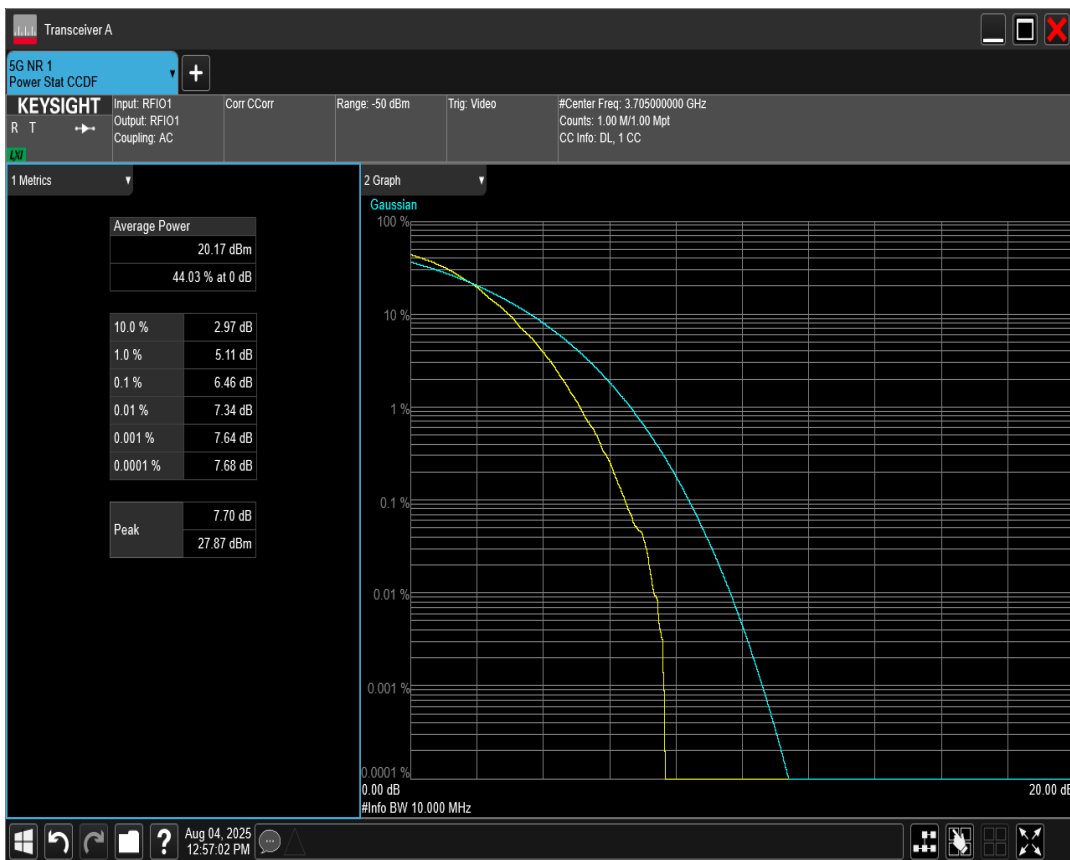 Transceiver A
5G NR 1
Power Stat CCDF
+
KEYSIGHT
R T
LXI
Input: RFIO1
Output: RFIO1
Coupling: AC
Corr CCorr
Range: -50 dBm
Trig: Video
#Center Freq: 3.705000000 GHz
Counts: 1.00 M/1.00 Mpt
CC Info: DL, 1 CC
1 Metrics
Average Power
20.17 dBm
44.03 % at 0 dB
10.0 % 2.97 dB
1.0 % 5.11 dB
0.1 % 6.46 dB
0.01 % 7.34 dB
0.001 % 7.64 dB
0.0001 % 7.68 dB
Peak
7.70 dB
27.87 dBm
2 Graph
Gaussian
100 %
10 %
1 %
0.1 %
0.01 %
0.001 %
0.0001 %
0.00 dB 20.00 dB
#Info BW 10.000 MHz
?
Aug 04, 2025
12:57:02 PM